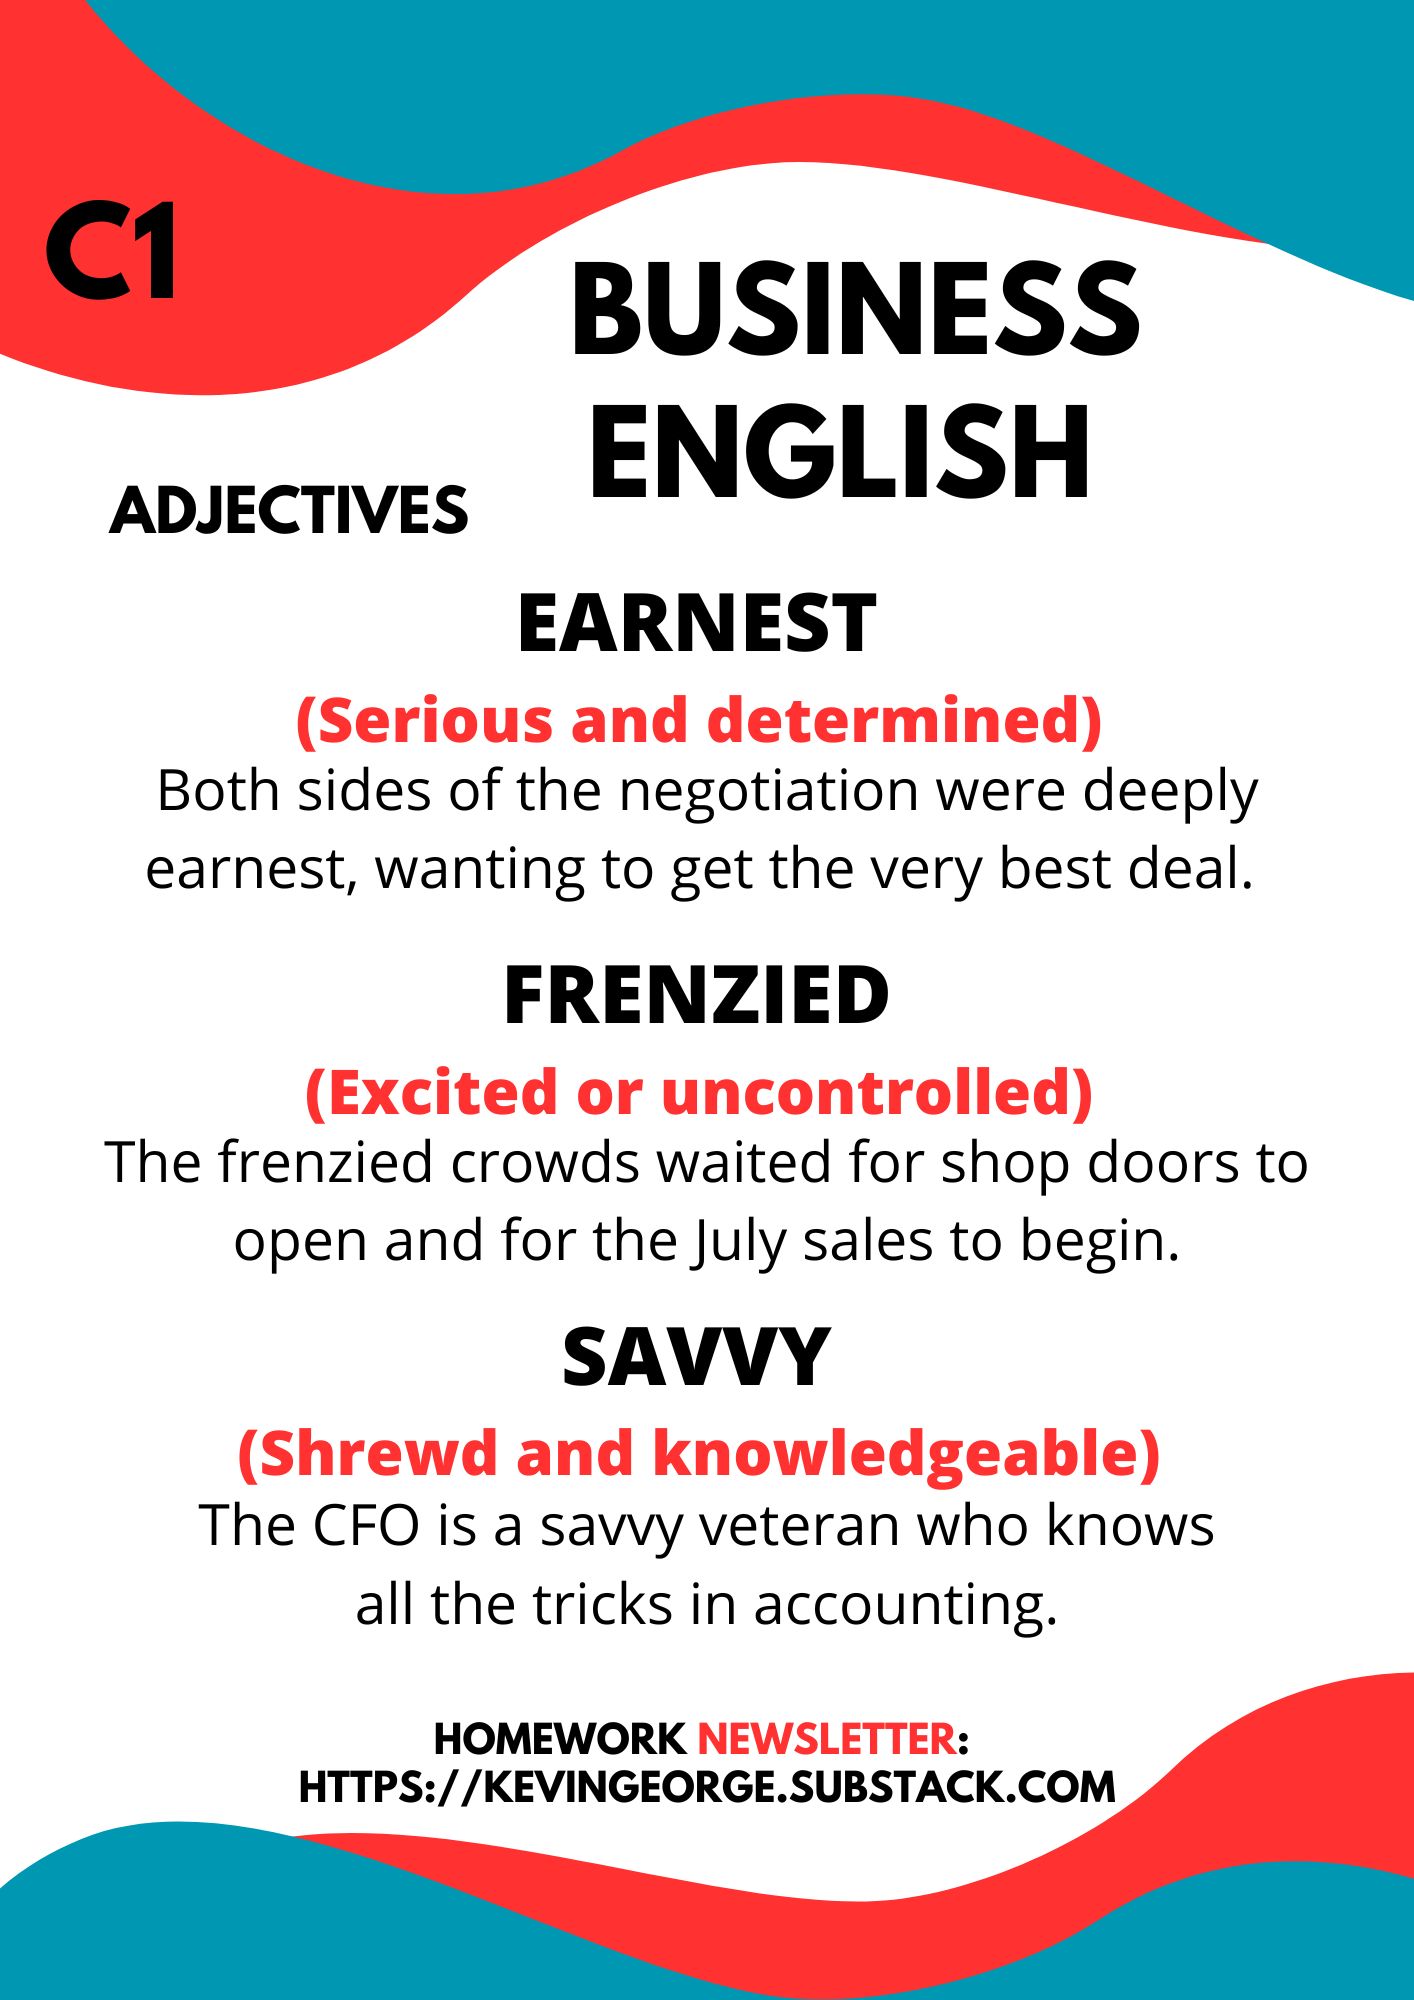 C1
BUSINESS
ENGLISH
ADJECTIVES
EARNEST
(Serious and determined)
Both sides of the negotiation were deeply
earnest, wanting to get the very best deal.
FRENZIED
(Excited or uncontrolled)
The frenzied crowds waited for shop doors to
open and for the July sales to begin.
SAVVY
(Shrewd and knowledgeable)
The CFO is a savvy veteran who knows
all the tricks in accounting.
HOMEWORK NEWSLETTER:
HTTPS://KEVINGEORGE.SUBSTACK.COM